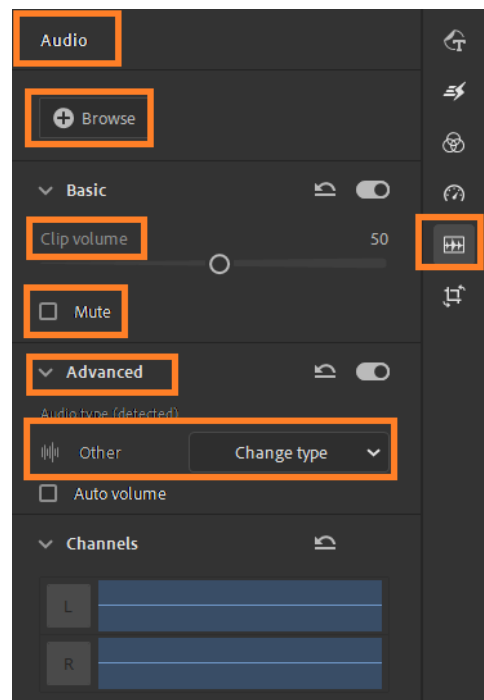 Audio
Browse
Basic
Clip volume 50
Mute
Advanced
Audio type (detected)
Other Change type
Auto volume
Channels
L
R